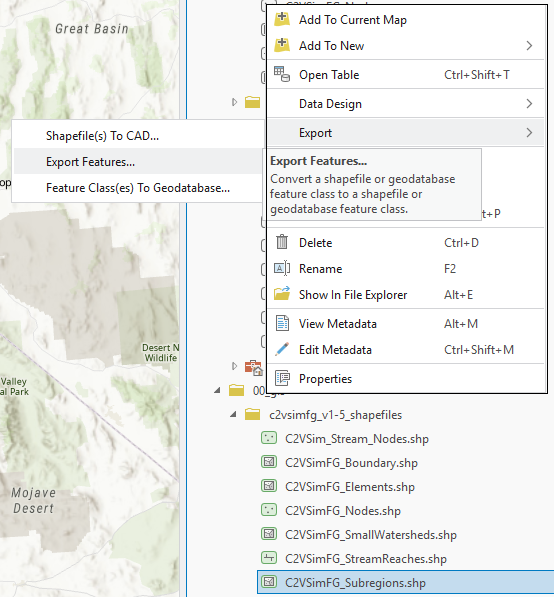 Great Basin
Add To Current Map
Add To New
Open Table Ctrl+Shift+T
Data Design
Export
Shapefile(s) To CAD...
Export Features...
Feature Class(es) To Geodatabase...
Export Features...
Convert a shapefile or geodatabase
feature class to a shapefile or
geodatabase feature class.
Delete Ctrl+D
Rename F2
Show In File Explorer Alt+E
View Metadata Alt+M
Edit Metadata Ctrl+Shift+M
Properties
Desert N
Wildlife
Valley
al Park
Mojave
Desert
c2vsimfg_v1-5_shapefiles
C2VSim_Stream_Nodes.shp
C2VSimFG_Boundary.shp
C2VSimFG_Elements.shp
C2VSimFG_Nodes.shp
C2VSimFG_SmallWatersheds.shp
C2VSimFG_StreamReaches.shp
C2VSimFG_Subregions.shp